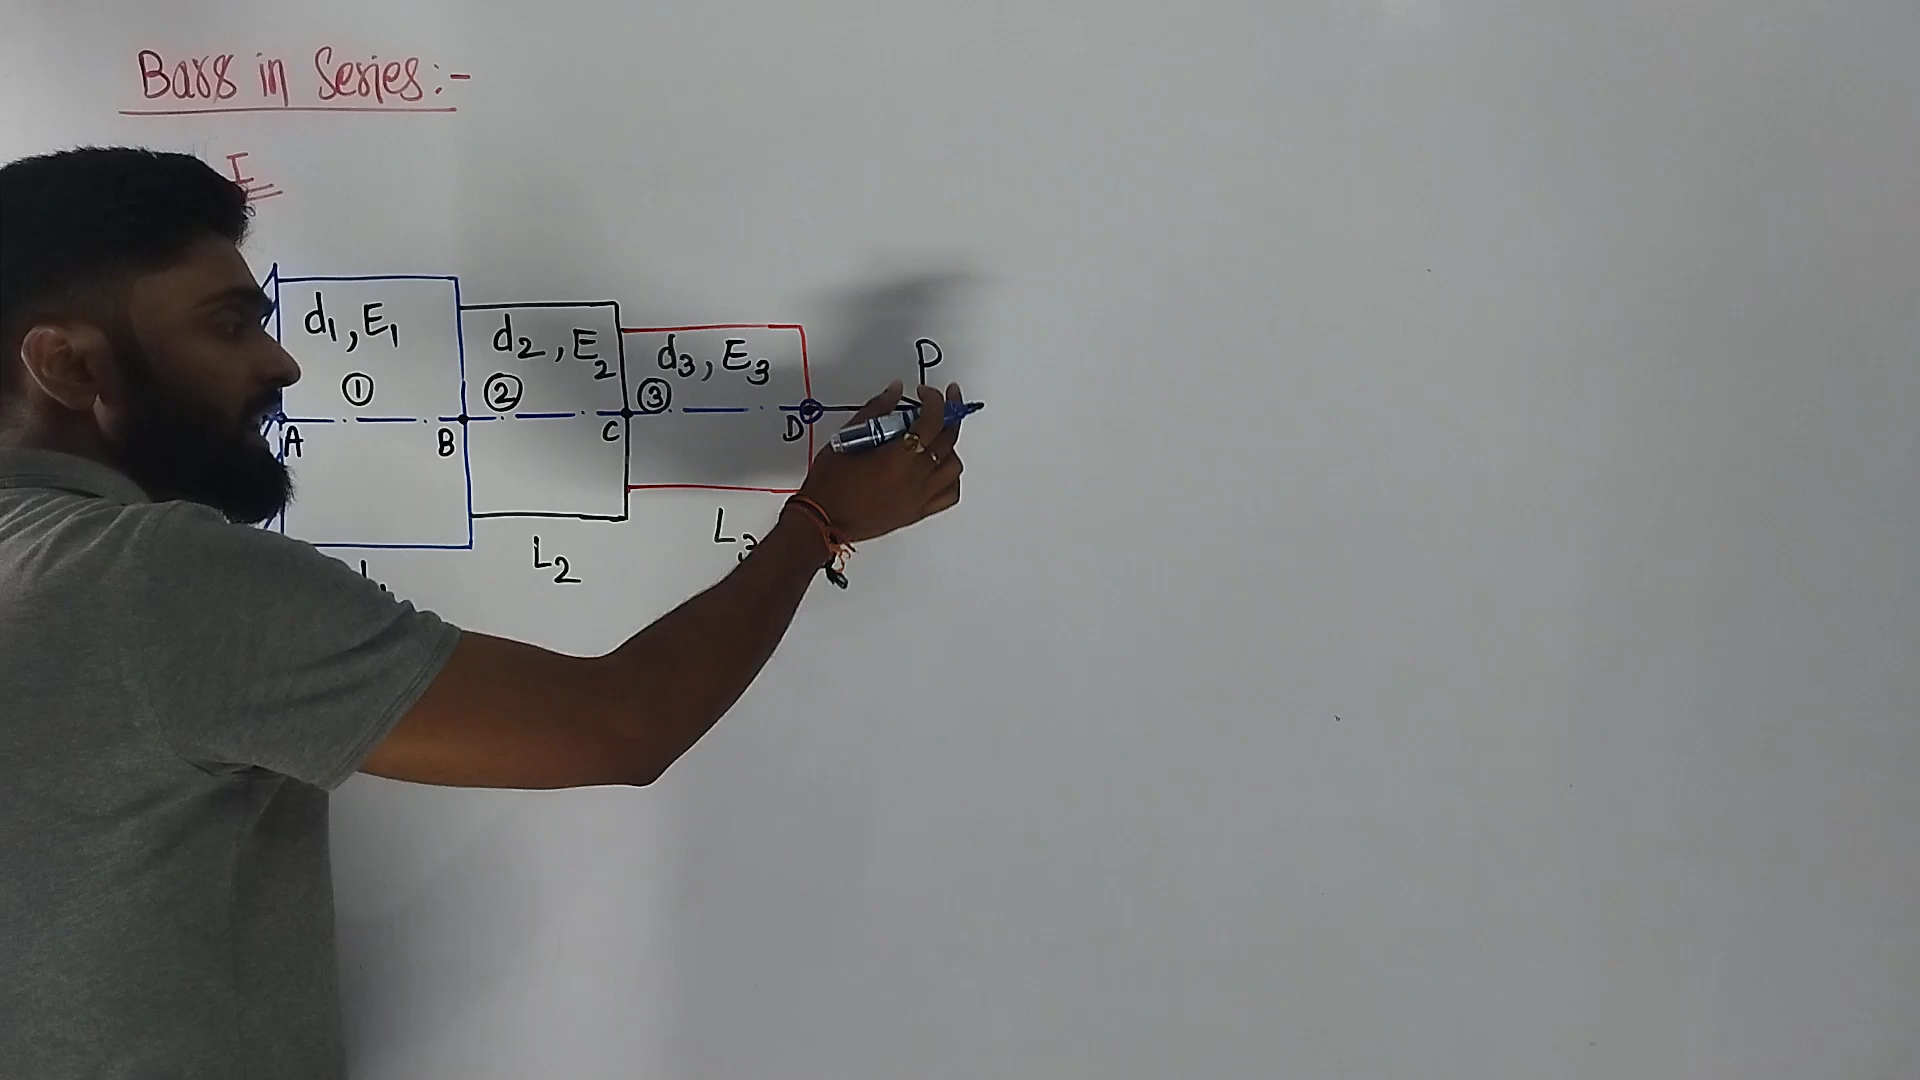 Bars in Series:-
I
d1, E1
d2, E2
d3, E3
P
① ② ③
A B C D
L2 L3